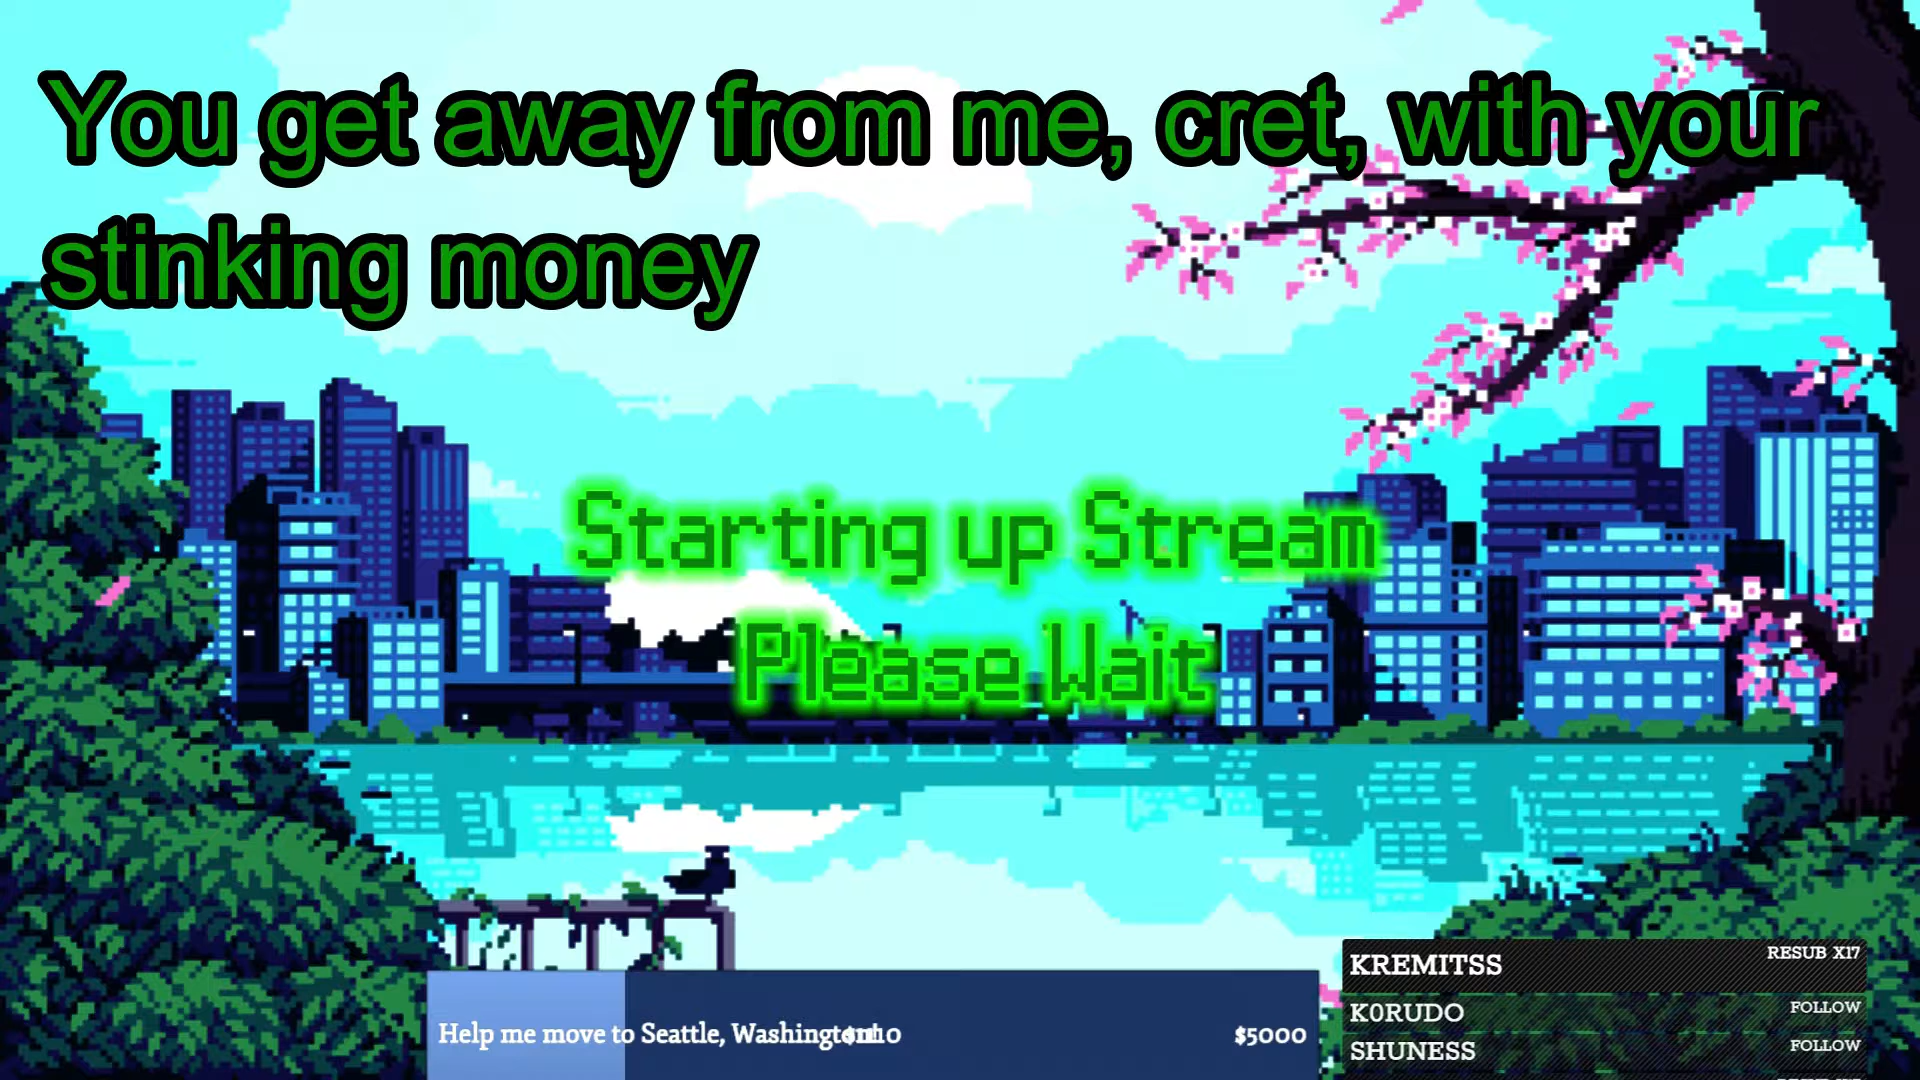 You get away from me, cret, with your
stinking money
Starting up Stream
Please Wait
Help me move to Seattle, Washington!
$1110
$5000
KREMITSS RESUB X17
K0RUDO FOLLOW
SHUNESS FOLLOW